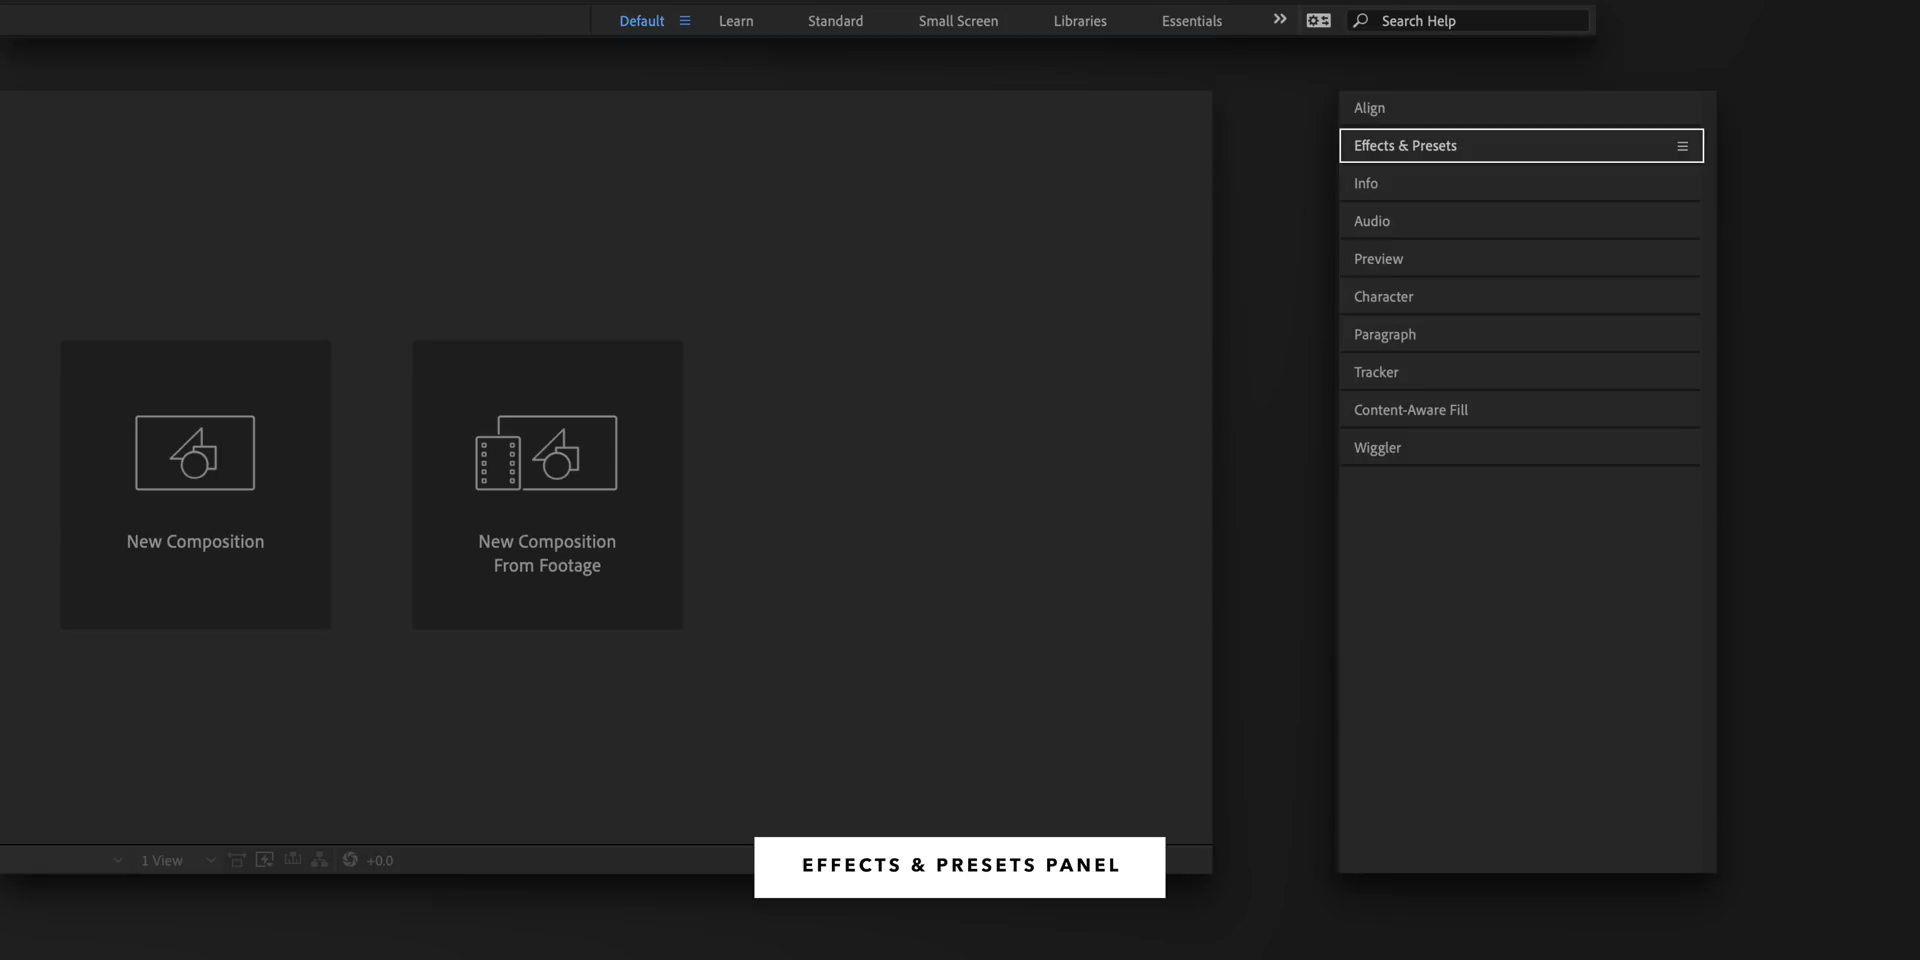 Default
Learn
Standard
Small Screen
Libraries
Essentials
Search Help
Align
Effects & Presets
Info
Audio
Preview
Character
Paragraph
Tracker
Content-Aware Fill
Wiggler
New Composition
New Composition
From Footage
1 View
+0.0
EFFECTS & PRESETS PANEL